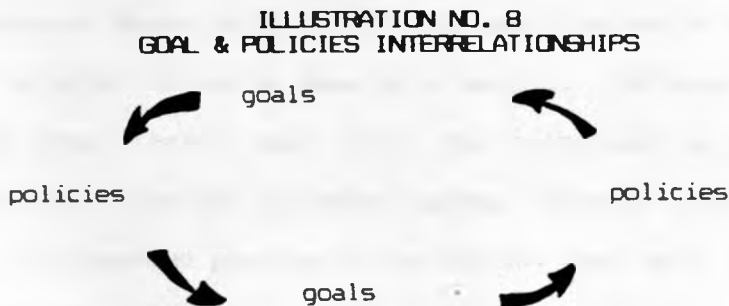 ILLUSTRATION NO. 8
GOAL & POLICIES INTERRELATIONSHIPS
goals
policies policies
goals